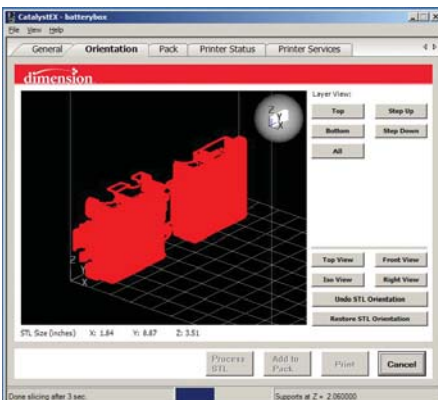 CatalystEX - batterybox
File View Help
General Orientation Pack Printer Status Printer Services
dimension
Layer View:
Top Step Up
Bottom Step Down
All
Z
Y
X
Z
Y
X
Top View Front View
Iso View Right View
Undo STL Orientation
Restore STL Orientation
STL Size (inches) X: 1.84 Y: 8.87 Z: 3.51
Process STL Add to Pack Print Cancel
Done slicing after 3 sec. Supports at Z = 2.060000